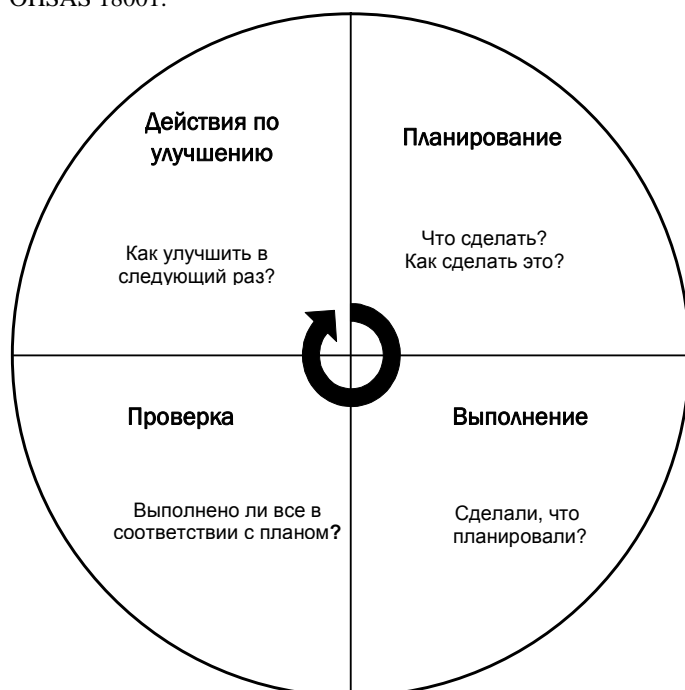 OHSAS 18001.
Действия по
улучшению
Как улучшить в
следующий раз?
Планирование
Что сделать?
Как сделать это?
Проверка
Выполнено ли все в
соответствии с планом?
Выполнение
Сделали, что
планировали?